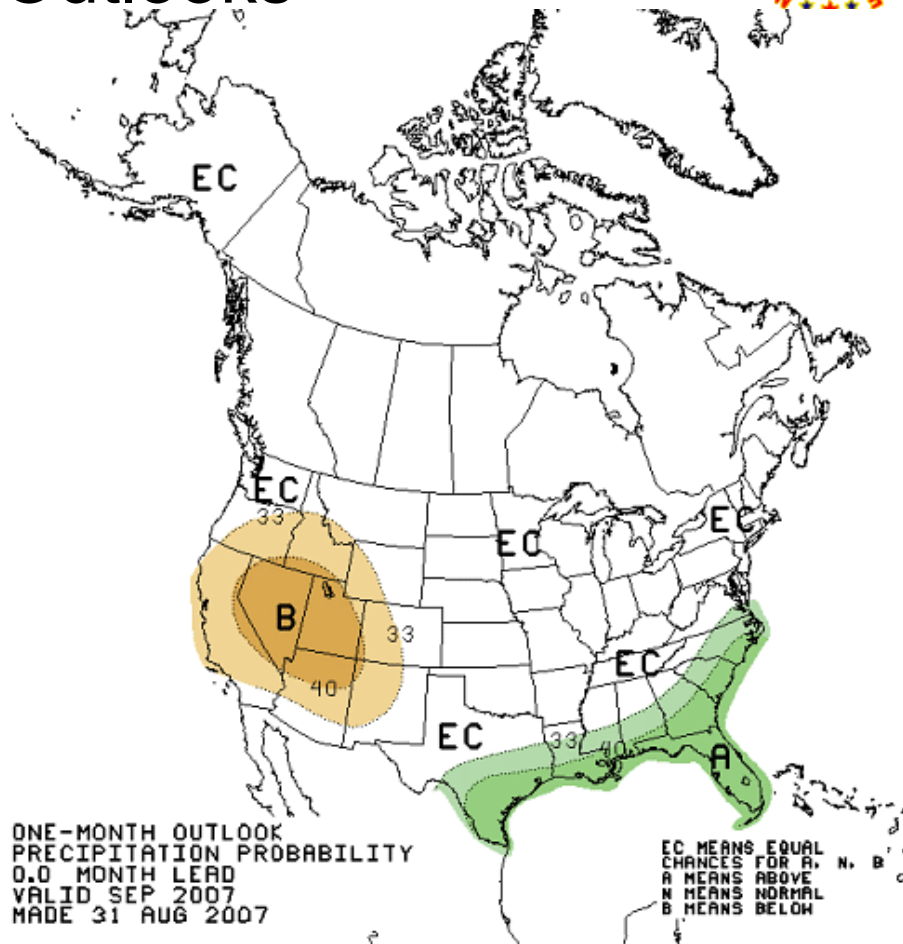 Outlooks
EC
EC
33
EC
EC
B
33
EC
40
EC
33
40
A
ONE-MONTH OUTLOOK
PRECIPITATION PROBABILITY
0.0 MONTH LEAD
VALID SEP 2007
MADE 31 AUG 2007
EC MEANS EQUAL
CHANCES FOR A, N, B
A MEANS ABOVE
N MEANS NORMAL
B MEANS BELOW